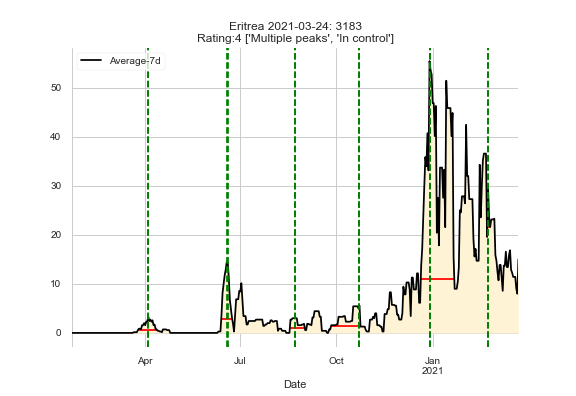 Eritrea 2021-03-24: 3183
Rating:4 ['Multiple peaks', 'In control']
Average-7d
50
40
30
20
10
0
Apr
Jul
Oct
Jan
2021
Date